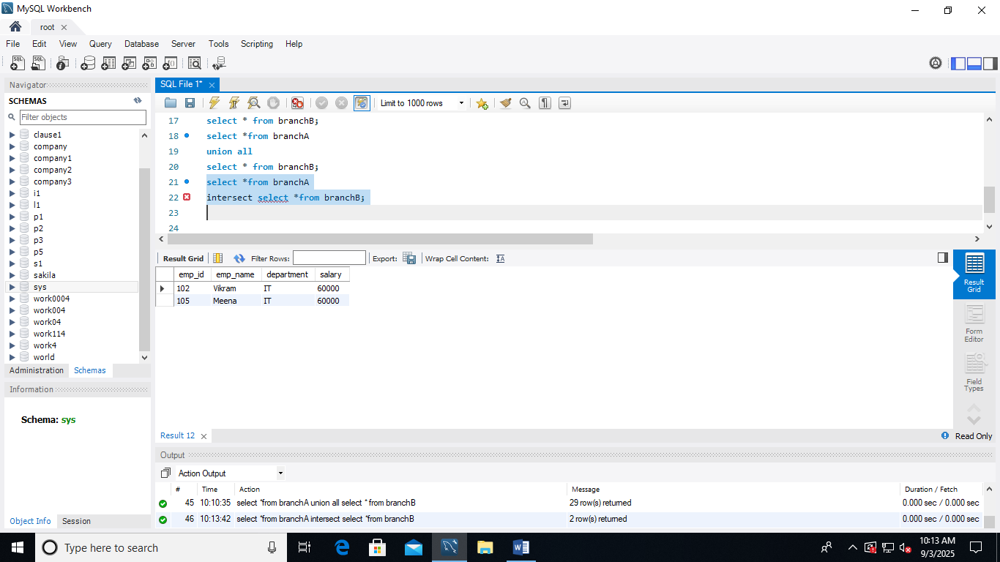 MySQL Workbench
root
File Edit View Query Database Server Tools Scripting Help
Navigator
SCHEMAS
Filter objects
clause1
company
company1
company2
company3
i1
l1
p1
p2
p3
p5
s1
sakila
sys
work0004
work004
work04
work114
work4
world
Administration Schemas
Information
Schema: sys
Object Info Session
SQL File 1*
Limit to 1000 rows
17 select * from branchB;
18 select *from branchA
19 union all
20 select * from branchB;
21 select *from branchA
22 intersect select *from branchB;
23
24
Result Grid Filter Rows: Export: Wrap Cell Content:
emp_id emp_name department salary
102 Vikram IT 60000
105 Meena IT 60000
Result Grid
Form Editor
Field Types
Result 12
Read Only
Output
Action Output
# Time Action Message Duration / Fetch
45 10:10:35 select *from branchA union all select * from branchB 29 row(s) returned 0.000 sec / 0.000 sec
46 10:13:42 select *from branchA intersect select *from branchB 2 row(s) returned 0.000 sec / 0.000 sec
Type here to search
10:13 AM
9/3/2025